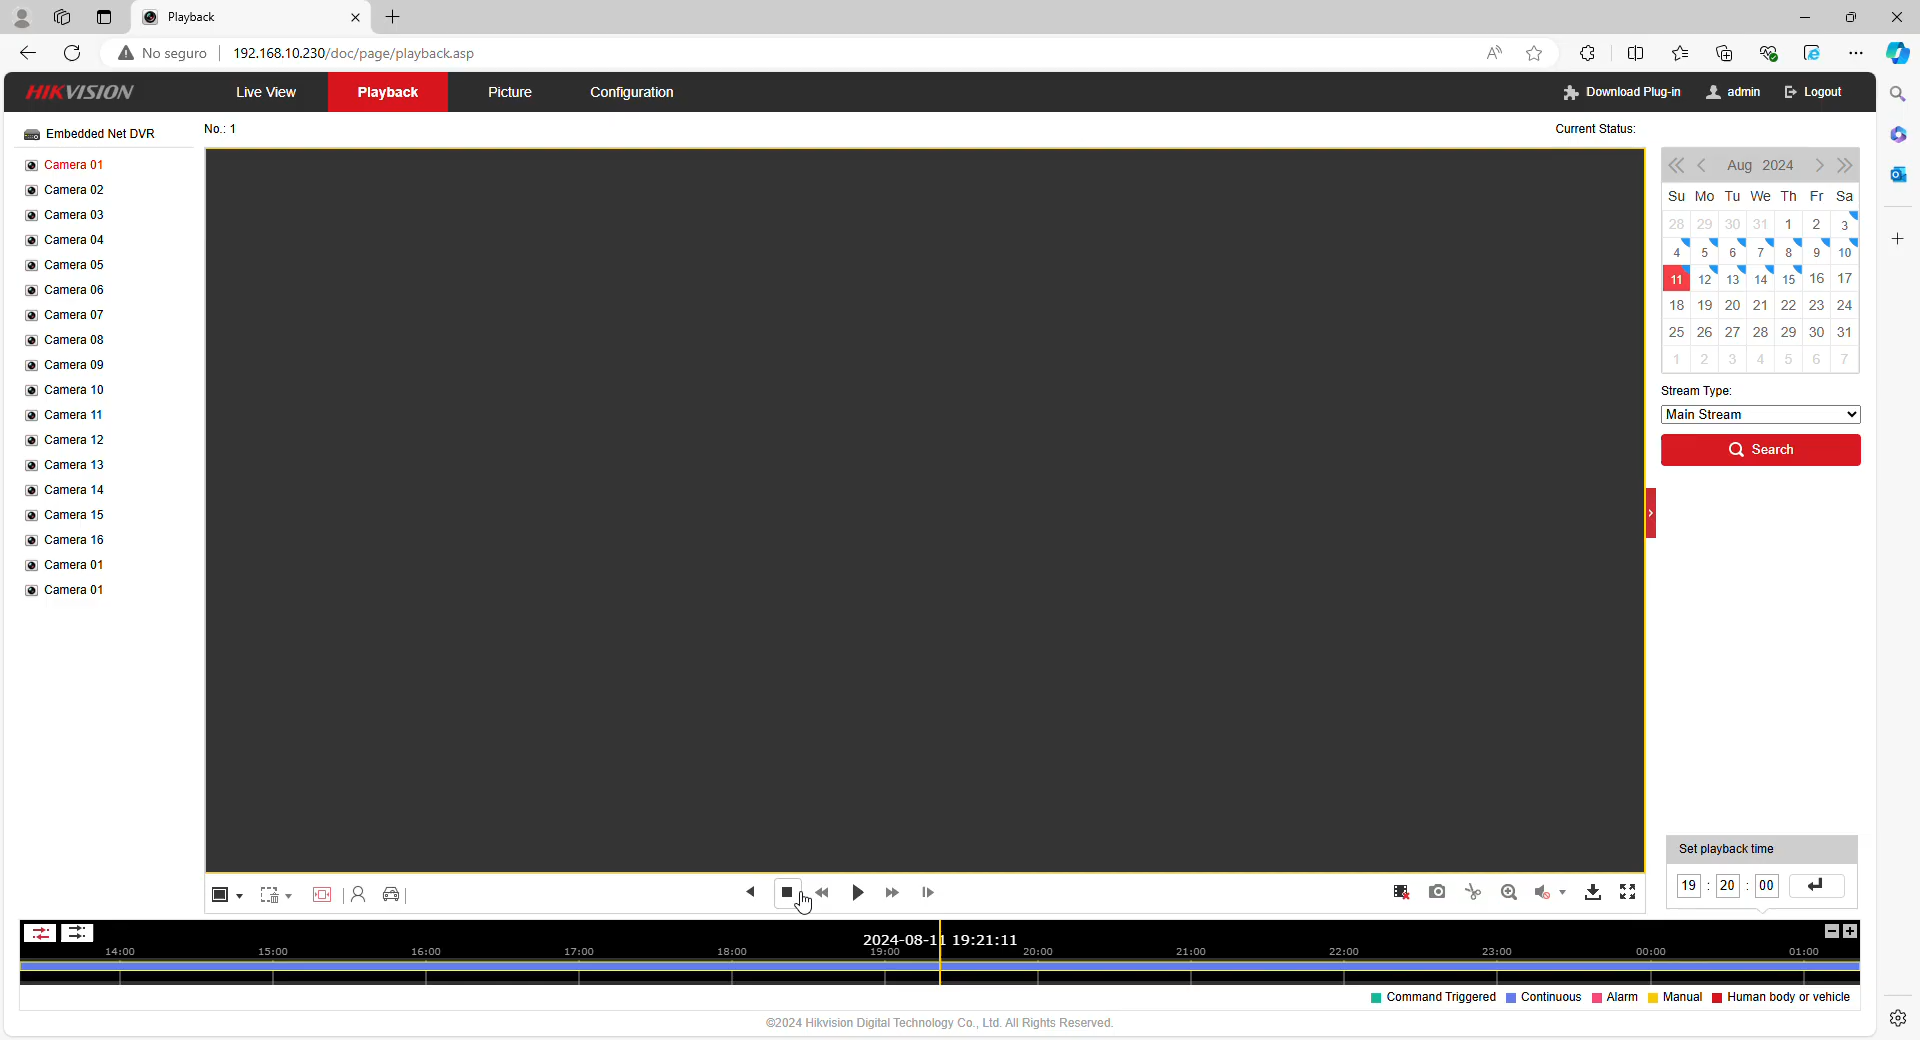 Playback
No seguro
192.168.10.230/doc/page/playback.asp
HIKVISION
Live View
Playback
Picture
Configuration
Download Plug-in
admin
Logout
Embedded Net DVR
No.: 1
Current Status:
Camera 01
Camera 02
Camera 03
Camera 04
Camera 05
Camera 06
Camera 07
Camera 08
Camera 09
Camera 10
Camera 11
Camera 12
Camera 13
Camera 14
Camera 15
Camera 16
Camera 01
Camera 01
Aug 2024
Su Mo Tu We Th Fr Sa
28 29 30 31 1 2 3
4 5 6 7 8 9 10
11 12 13 14 15 16 17
18 19 20 21 22 23 24
25 26 27 28 29 30 31
1 2 3 4 5 6 7
Stream Type:
Main Stream
Search
Set playback time
19 : 20 : 00
2024-08-11 19:21:11
14:00 15:00 16:00 17:00 18:00 19:00 20:00 21:00 22:00 23:00 00:00 01:00
Command Triggered Continuous Alarm Manual Human body or vehicle
©2024 Hikvision Digital Technology Co., Ltd. All Rights Reserved.